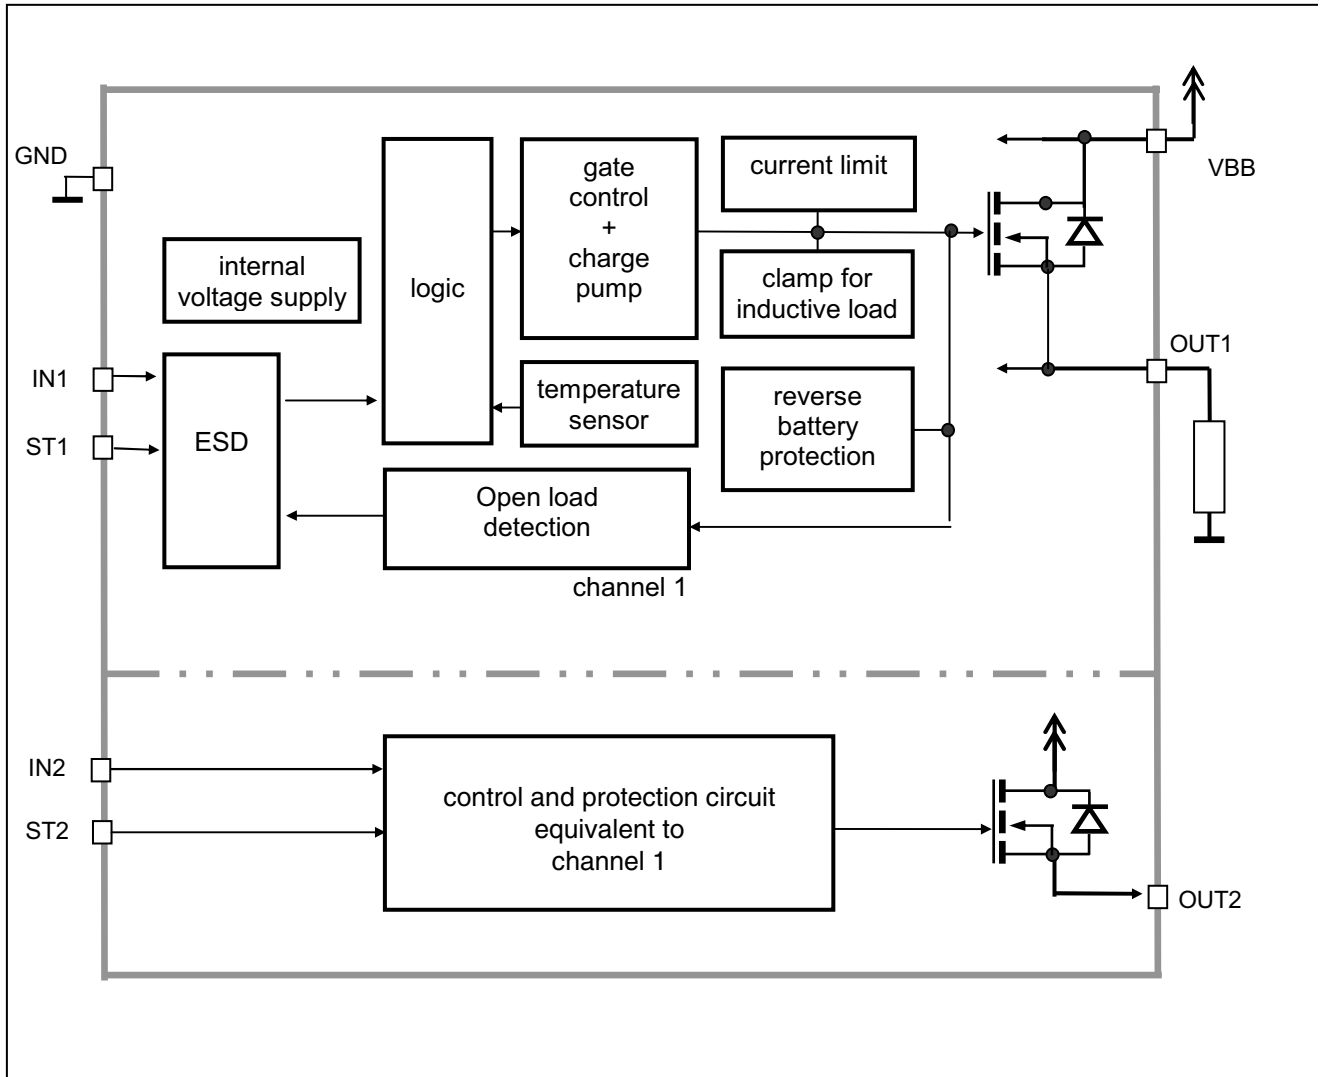 GND
VBB
gate
control
+
charge
pump
current limit
internal
voltage supply
logic
clamp for
inductive load
OUT1
IN1
ST1
ESD
temperature
sensor
reverse
battery
protection
Open load
detection
channel 1
IN2
ST2
control and protection circuit
equivalent to
channel 1
OUT2